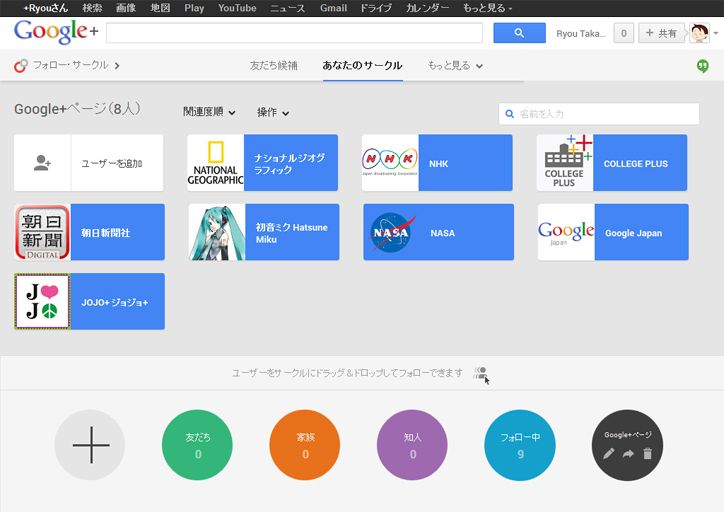 +Ryouさん 検索 画像 地図 Play YouTube ニュース Gmail ドライブ カレンダー もっと見る
Google+
Ryou Taka...
0
+ 共有
フォロー・サークル
友だち候補
あなたのサークル
もっと見る
Google+ページ(8人)
関連度順
操作
名前を入力
ユーザーを追加
NATIONAL
GEOGRAPHIC
ナショナルジオグ
ラフィック
NHK
Japan Broadcasting Corporation
NHK
COLLEGE
PLUS
COLLEGE PLUS
朝日
新聞
DIGITAL
朝日新聞社
初音ミク Hatsune
Miku
NASA
NASA
Google
Japan
Google Japan
JOJO
JOJO+ ジョジョ+
ユーザーをサークルにドラッグ＆ドロップしてフォローできます
友だち
0
家族
0
知人
0
フォロー中
9
Google+ページ